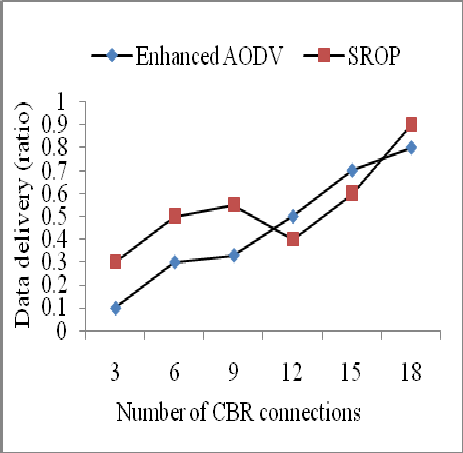 Enhanced AODV SROP
Data delivery (ratio)
1
0.9
0.8
0.7
0.6
0.5
0.4
0.3
0.2
0.1
0
3 6 9 12 15 18
Number of CBR connections